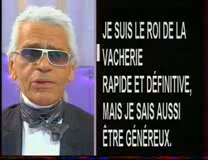 JE SUIS LE ROI DE LA
VACHERIE
RAPIDE ET DÉFINITIVE,
MAIS JE SAIS AUSSI
ÊTRE GÉNÉREUX.